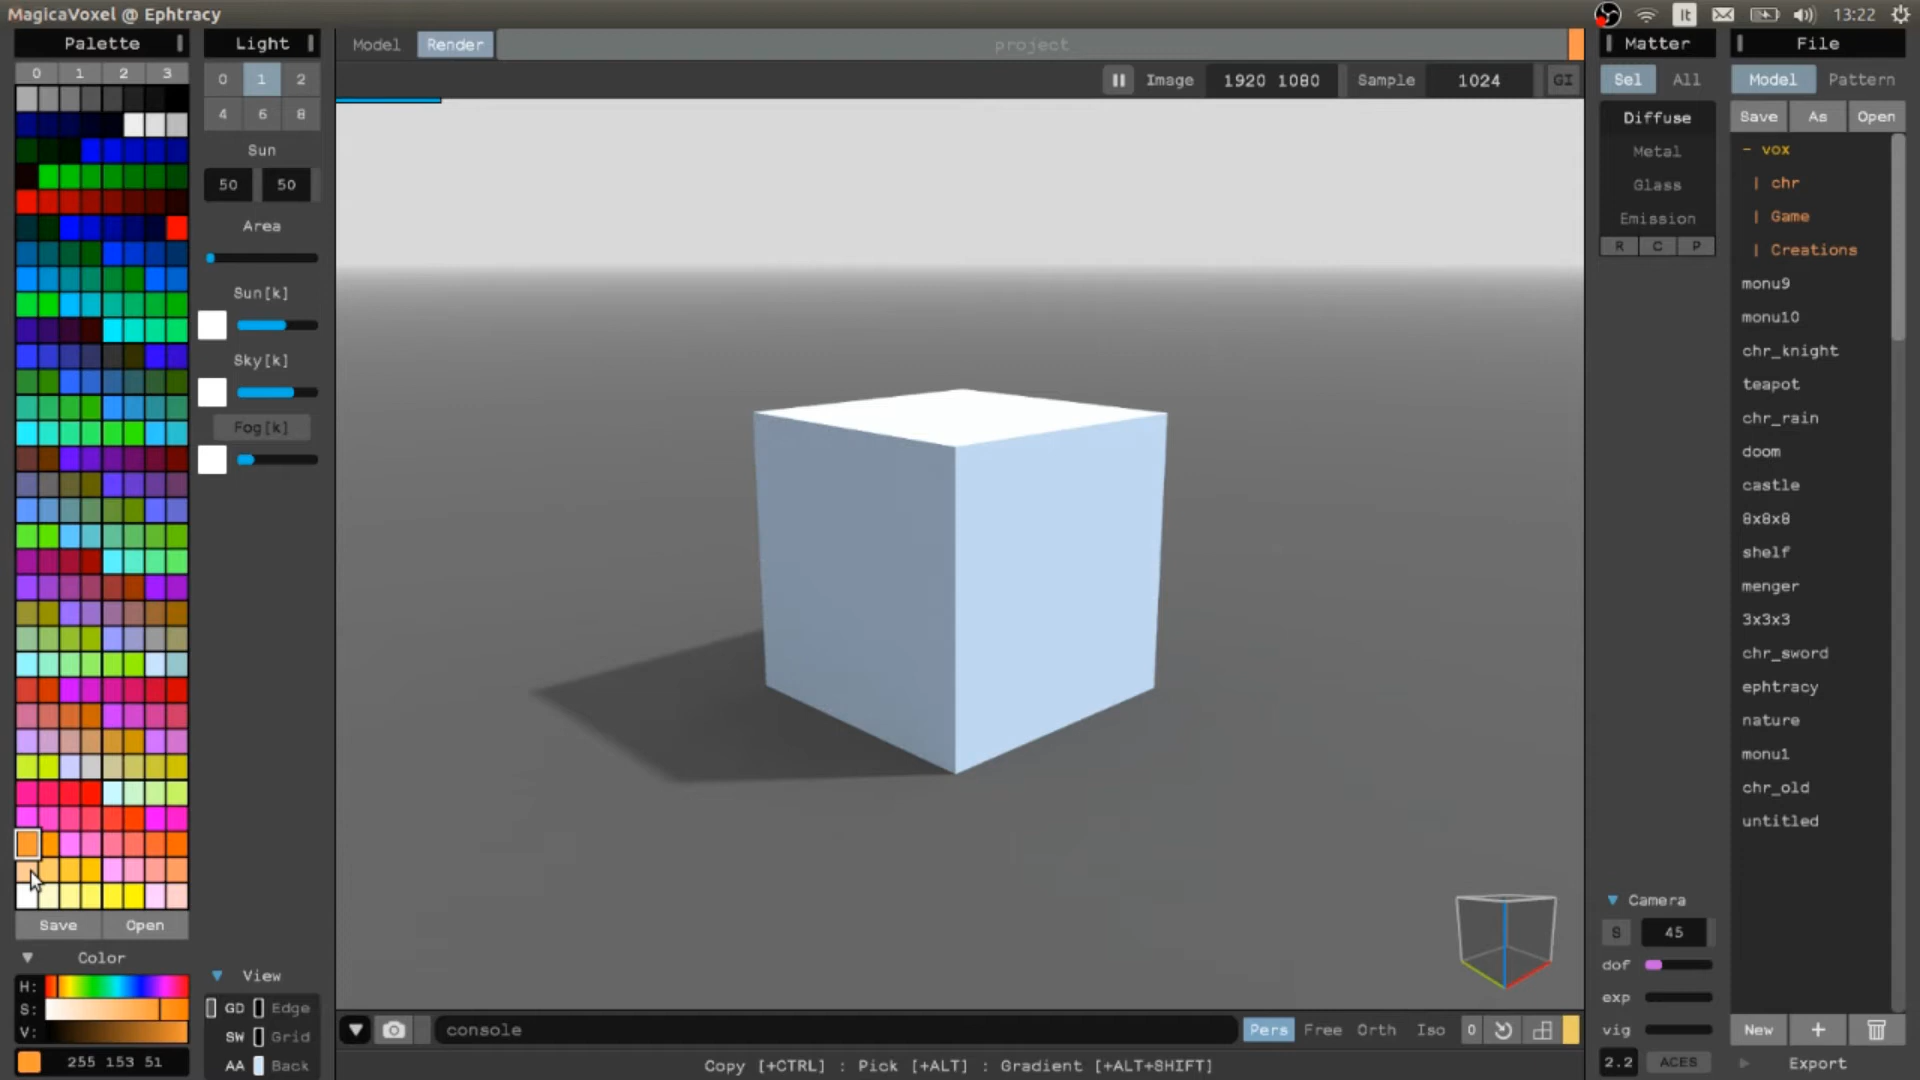 MagicaVoxel @ Ephtracy
It
13:22
Palette
Light
Model
Render
project
Matter
File
0 1 2 3
0 1 2
4 6 8
Image
1920 1080
Sample
1024
GI
Sel
All
Model
Pattern
Diffuse
Metal
Glass
Emission
R C P
Save
As
Open
- vox
| chr
| Game
| Creations
monu9
monu10
chr_knight
teapot
chr_rain
doom
castle
8x8x8
shelf
menger
3x3x3
chr_sword
ephtracy
nature
monu1
chr_old
untitled
Sun
50 50
Area
Sun[k]
Sky[k]
Fog[k]
Save
Open
Color
H:
S:
V:
255 153 51
View
GD
Edge
SW
Grid
AA
Back
console
Pers
Free
Orth
Iso
0
Copy [+CTRL] : Pick [+ALT] : Gradient [+ALT+SHIFT]
Camera
S
45
dof
exp
vig
2.2
ACES
New
+
Export